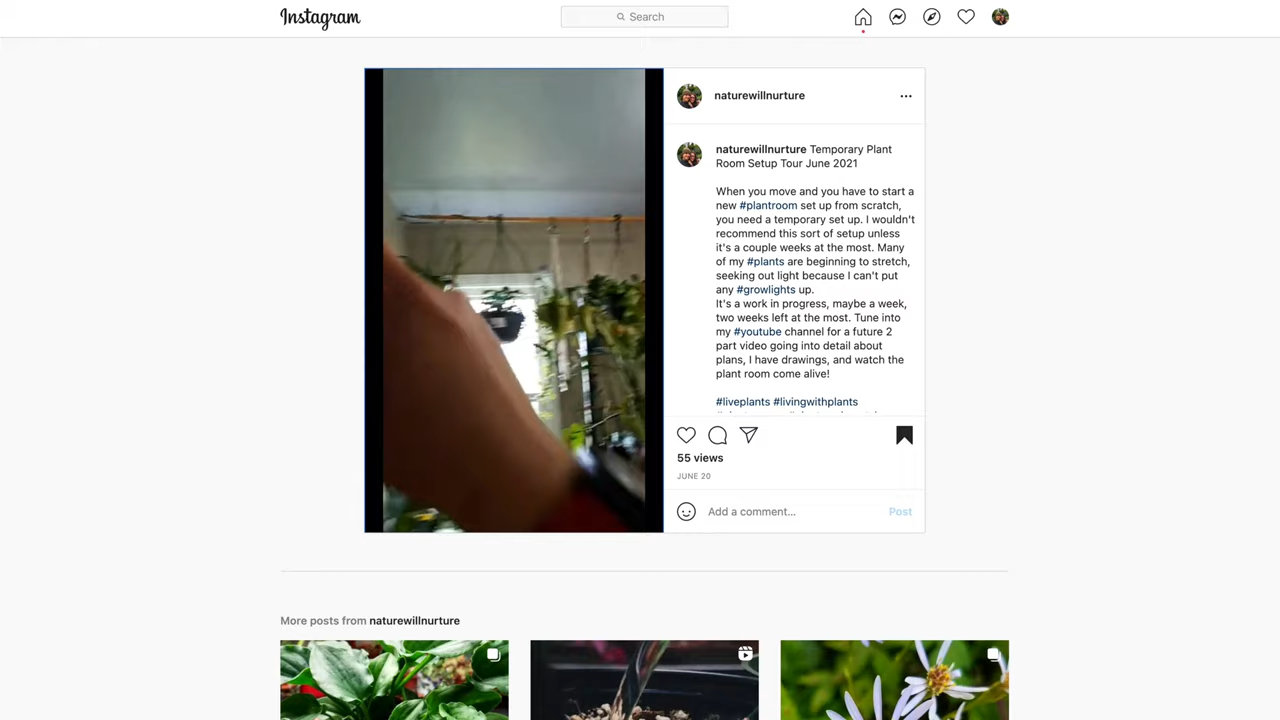 Instagram
Search
naturewillnurture
naturewillnurture Temporary Plant
Room Setup Tour June 2021
When you move and you have to start a
new #plantroom set up from scratch,
you need a temporary set up. I wouldn't
recommend this sort of setup unless
it's a couple weeks at the most. Many
of my #plants are beginning to stretch,
seeking out light because I can't put
any #growlights up.
It's a work in progress, maybe a week,
two weeks left at the most. Tune into
my #youtube channel for a future 2
part video going into detail about
plans, I have drawings, and watch the
plant room come alive!
#liveplants #livingwithplants
55 views
JUNE 20
Add a comment...
Post
More posts from naturewillnurture